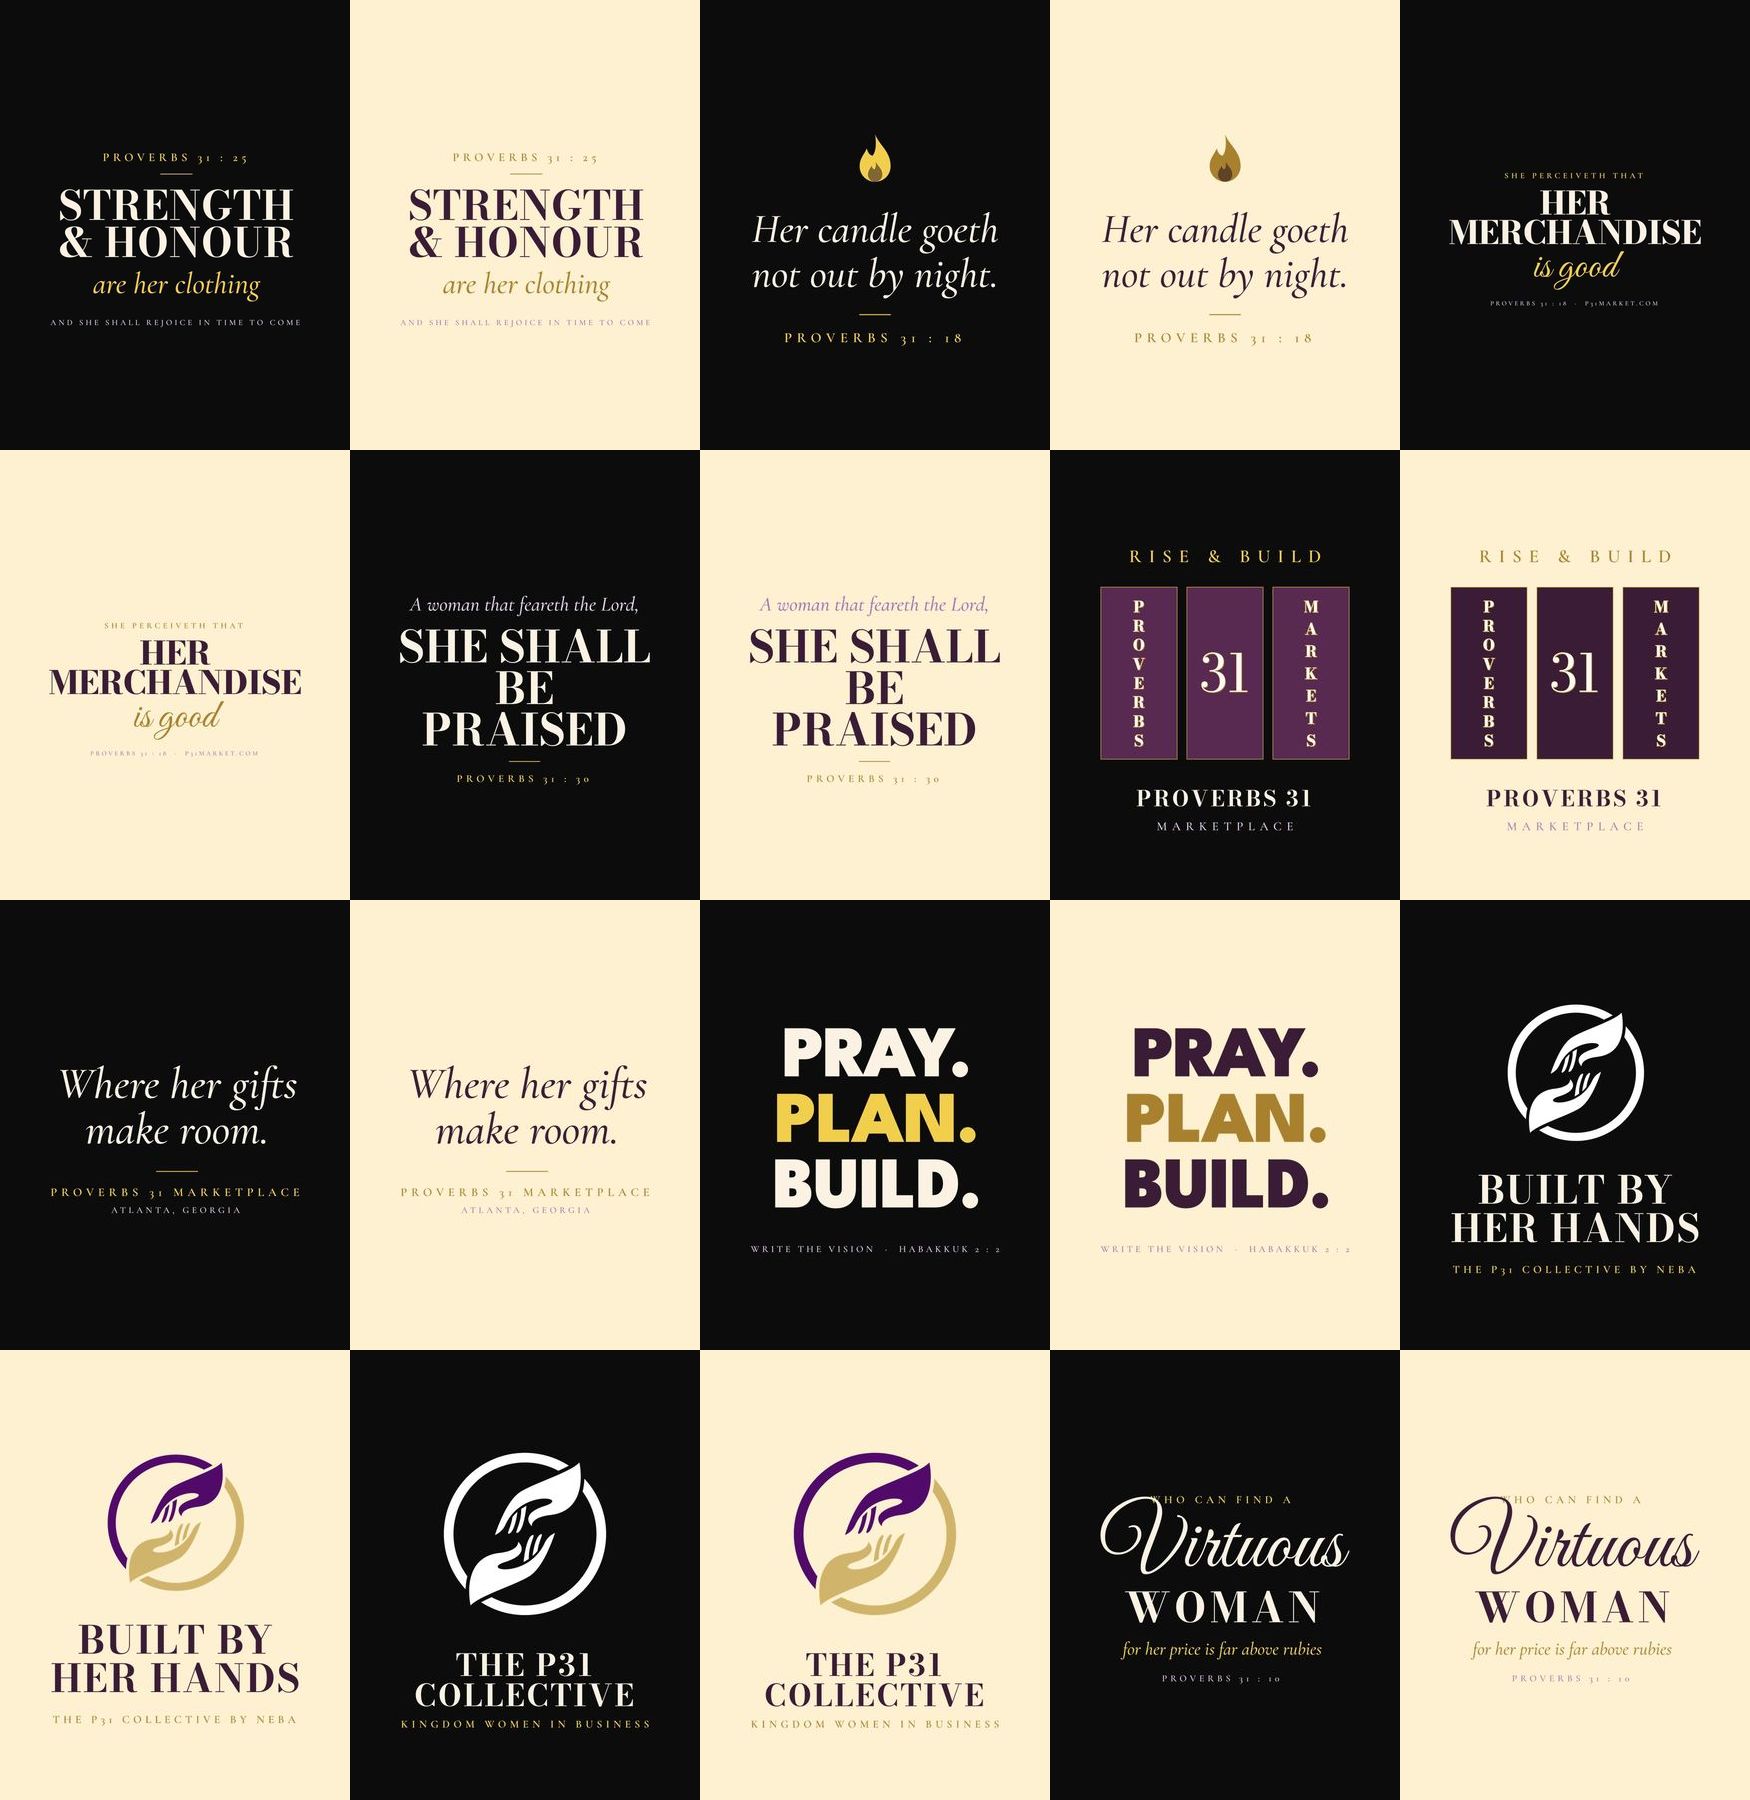 PROVERBS 31 : 25
STRENGTH
& HONOUR
are her clothing
AND SHE SHALL REJOICE IN TIME TO COME
PROVERBS 31 : 25
STRENGTH
& HONOUR
are her clothing
AND SHE SHALL REJOICE IN TIME TO COME
Her candle goeth
not out by night.
PROVERBS 31 : 18
Her candle goeth
not out by night.
PROVERBS 31 : 18
SHE PERCEIVETH THAT
HER
MERCHANDISE
is good
PROVERBS 31 : 18 · P31MARKET.COM
SHE PERCEIVETH THAT
HER
MERCHANDISE
is good
PROVERBS 31 : 18 · P31MARKET.COM
A woman that feareth the Lord,
SHE SHALL
BE
PRAISED
PROVERBS 31 : 30
A woman that feareth the Lord,
SHE SHALL
BE
PRAISED
PROVERBS 31 : 30
RISE & BUILD
PROVERBS
31
MARKETS
PROVERBS 31
MARKETPLACE
RISE & BUILD
PROVERBS
31
MARKETS
PROVERBS 31
MARKETPLACE
Where her gifts
make room.
PROVERBS 31 MARKETPLACE
ATLANTA, GEORGIA
Where her gifts
make room.
PROVERBS 31 MARKETPLACE
ATLANTA, GEORGIA
PRAY.
PLAN.
BUILD.
WRITE THE VISION · HABAKKUK 2 : 2
PRAY.
PLAN.
BUILD.
WRITE THE VISION · HABAKKUK 2 : 2
BUILT BY
HER HANDS
THE P31 COLLECTIVE BY NEBA
BUILT BY
HER HANDS
THE P31 COLLECTIVE BY NEBA
THE P31
COLLECTIVE
KINGDOM WOMEN IN BUSINESS
THE P31
COLLECTIVE
KINGDOM WOMEN IN BUSINESS
WHO CAN FIND A
Virtuous
WOMAN
for her price is far above rubies
PROVERBS 31 : 10
WHO CAN FIND A
Virtuous
WOMAN
for her price is far above rubies
PROVERBS 31 : 10